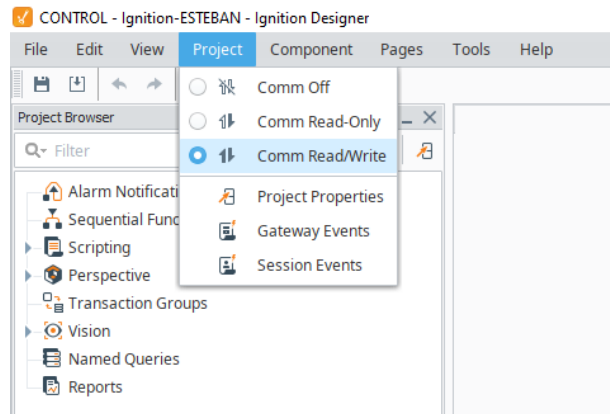 CONTROL - Ignition-ESTEBAN - Ignition Designer
File Edit View Project Component Pages Tools Help
Comm Off
Project Browser
Comm Read-Only
Filter
Comm Read/Write
Alarm Notificati
Project Properties
Sequential Func
Gateway Events
Scripting
Session Events
Perspective
Transaction Groups
Vision
Named Queries
Reports